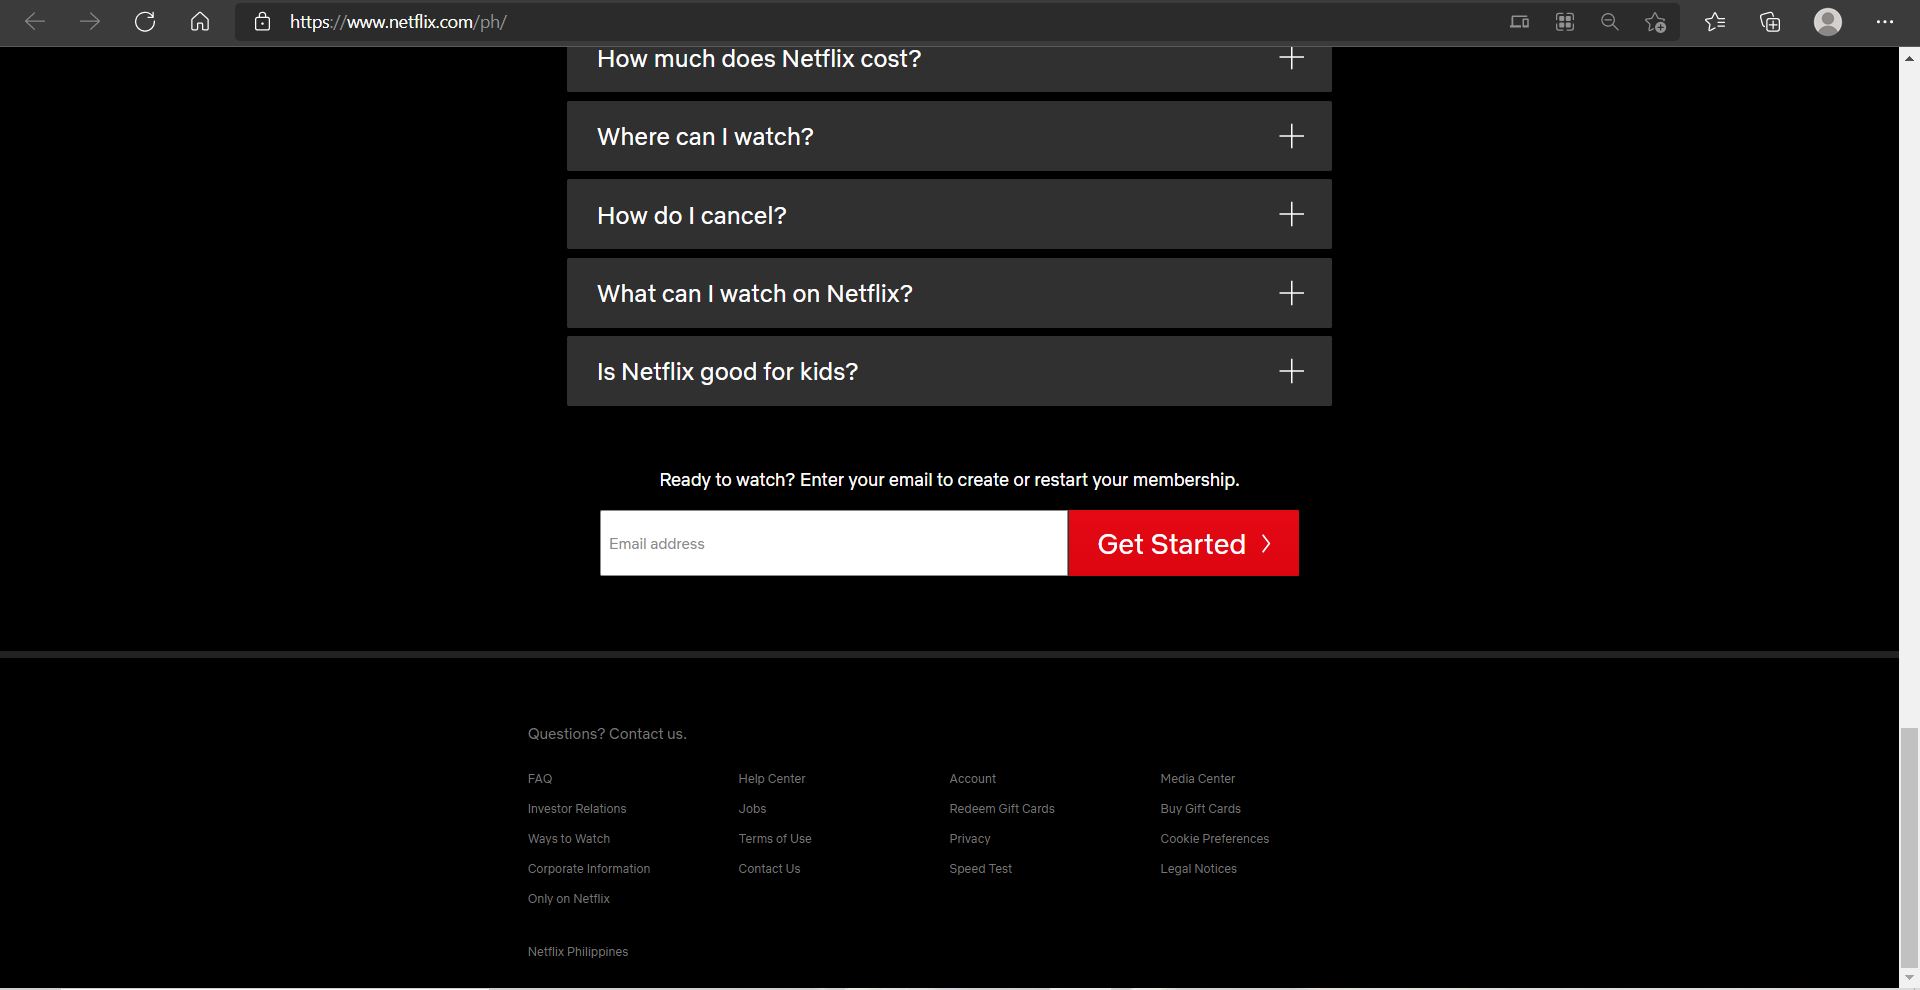 https://www.netflix.com/ph/
How much does Netflix cost?
Where can I watch?
How do I cancel?
What can I watch on Netflix?
Is Netflix good for kids?
Ready to watch? Enter your email to create or restart your membership.
Email address
Get Started
Questions? Contact us.
FAQ Help Center Account Media Center
Investor Relations Jobs Redeem Gift Cards Buy Gift Cards
Ways to Watch Terms of Use Privacy Cookie Preferences
Corporate Information Contact Us Speed Test Legal Notices
Only on Netflix
Netflix Philippines